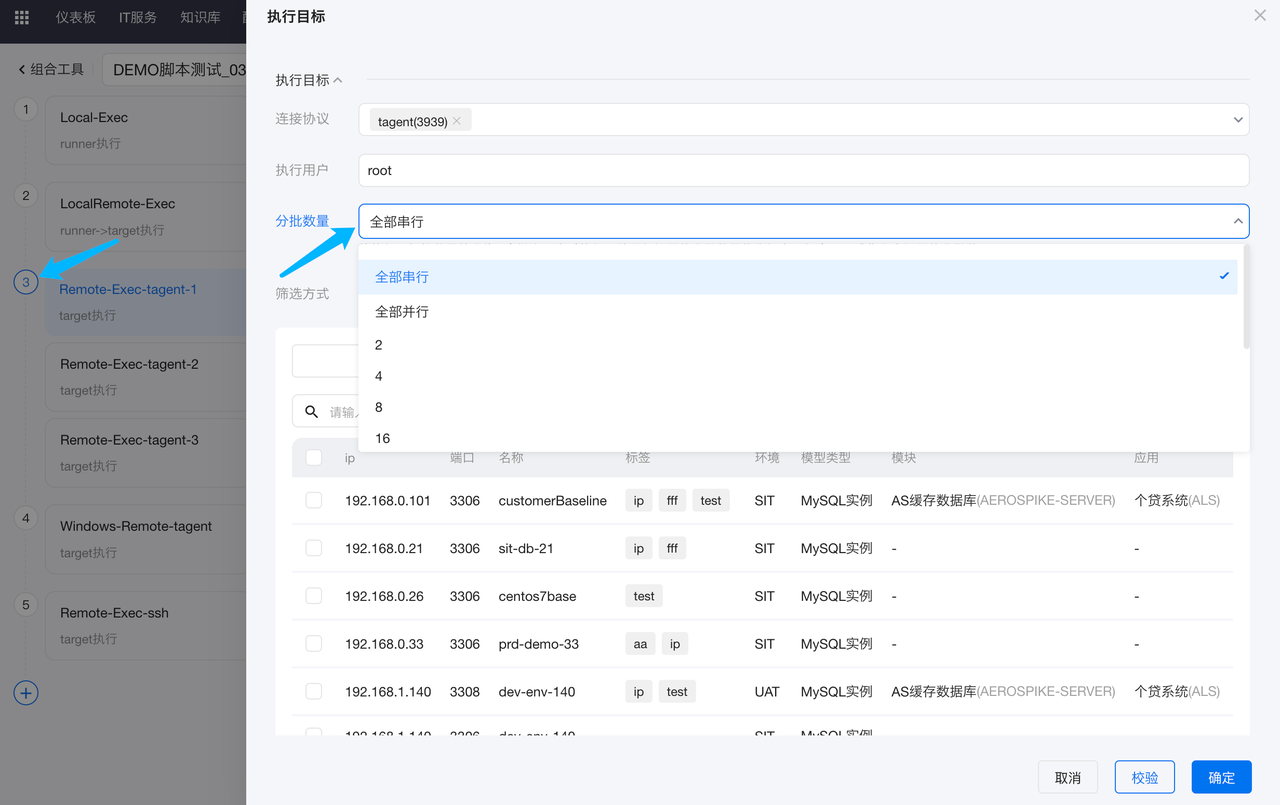 仪表板 IT服务 知识库
组合工具 DEMO脚本测试_03
1
Local-Exec
runner执行
2
LocalRemote-Exec
runner->target执行
3
Remote-Exec-tagent-1
target执行
Remote-Exec-tagent-2
target执行
Remote-Exec-tagent-3
target执行
4
Windows-Remote-tagent
target执行
5
Remote-Exec-ssh
target执行
执行目标
执行目标
连接协议 tagent(3939)
执行用户 root
分批数量 全部串行
全部串行
全部并行
2
4
8
16
筛选方式
请输
ip 端口 名称 标签 环境 模型类型 模块 应用
192.168.0.101 3306 customerBaseline ip fff test SIT MySQL实例 AS缓存数据库(AEROSPIKE-SERVER) 个贷系统(ALS)
192.168.0.21 3306 sit-db-21 ip fff SIT MySQL实例 - -
192.168.0.26 3306 centos7base test SIT MySQL实例 - -
192.168.0.33 3306 prd-demo-33 aa ip SIT MySQL实例 - -
192.168.1.140 3308 dev-env-140 ip test UAT MySQL实例 AS缓存数据库(AEROSPIKE-SERVER) 个贷系统(ALS)
192.168.1.140 3306 dev-env-140 SIT MySQL实例
取消 校验 确定